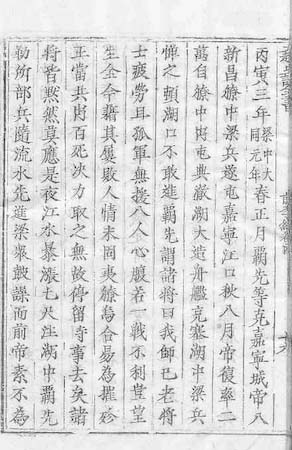 丙寅三年梁中大同元年春正月霸先等克嘉寧城帝入
新昌獠中梁兵遂屯嘉寧江口秋八月帝復率二
萬自獠中出屯典澈湖大造舟艦充塞湖中梁兵
憚之頓湖口不敢進霸先謂諸將曰我師已老將
士疲勞且孤軍無援入人心腹若一戰不利豈望
生全今藉其屢敗人情未固夷獠烏合易為摧殄
正當共出百死決力取之無故停留時事去矣諸
將皆默然莫應是夜江水暴漲七尺注湖中霸先
勒所部兵隨流水先進梁衆鼓譟而前帝素不為